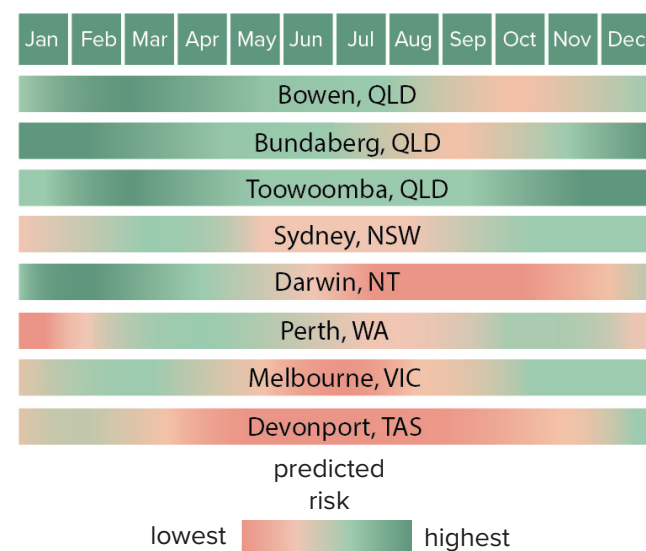 Jan Feb Mar Apr May Jun Jul Aug Sep Oct Nov Dec
Bowen, QLD
Bundaberg, QLD
Toowoomba, QLD
Sydney, NSW
Darwin, NT
Perth, WA
Melbourne, VIC
Devonport, TAS
predicted
risk
lowest highest